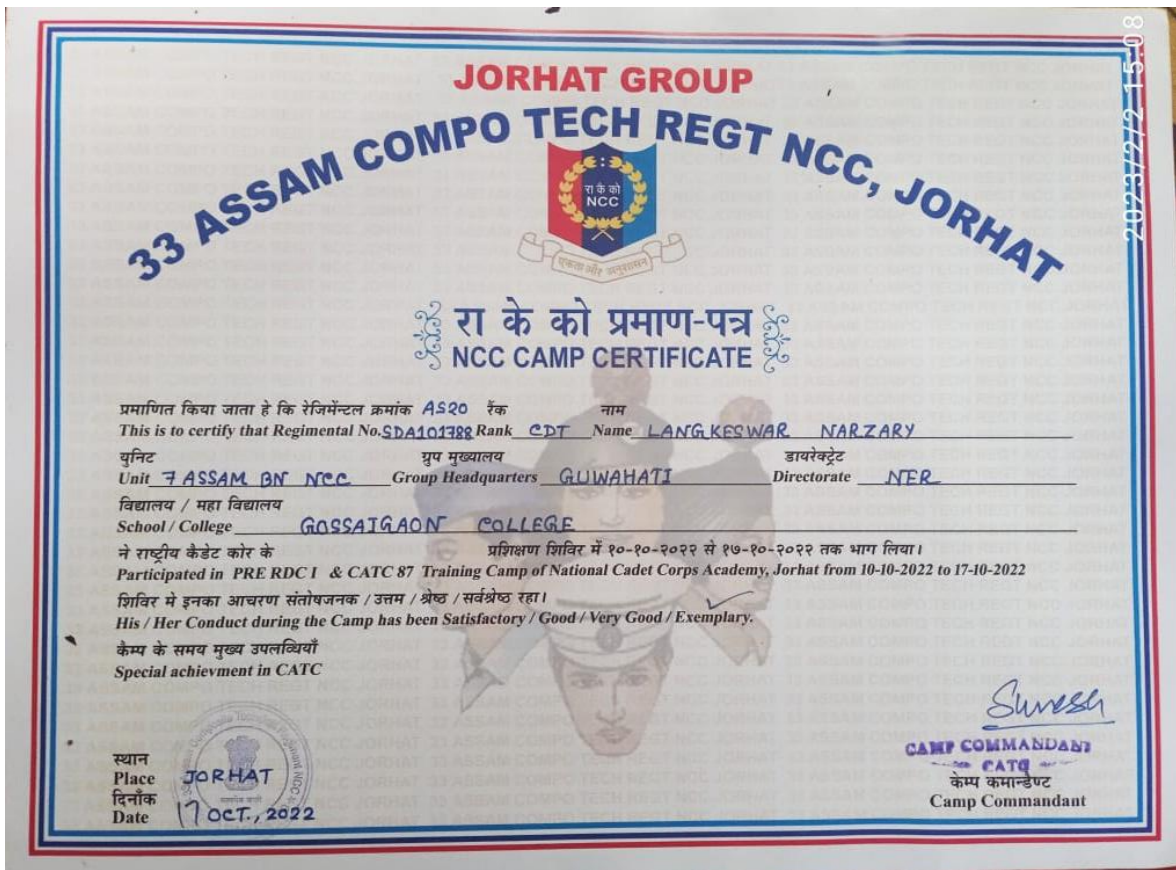 2023/2/2 15:08
JORHAT GROUP
33 ASSAM COMPO TECH REGT NCC, JORHAT
रा के को
NCC
एकता और अनुशासन
रा के को प्रमाण-पत्र
NCC CAMP CERTIFICATE
प्रमाणित किया जाता हे कि रेजिमेंन्टल क्रमांक AS20 रैंक नाम
This is to certify that Regimental No.SDA101788 Rank CDT Name LANGKESWAR NARZARY
युनिट ग्रुप मुख्यालय डायरेक्ट्रेट
Unit 7 ASSAM BN NCC Group Headquarters GUWAHATI Directorate NER
विद्यालय / महा विद्यालय
School / College GOSSAIGAON COLLEGE
ने राष्ट्रीय कैडेट कोर के प्रशिक्षण शिविर में १०-१०-२०२२ से १७-१०-२०२२ तक भाग लिया।
Participated in PRE RDC I & CATC 87 Training Camp of National Cadet Corps Academy, Jorhat from 10-10-2022 to 17-10-2022
शिविर मे इनका आचरण संतोषजनक / उत्तम / श्रेष्ठ / सर्वश्रेष्ठ रहा।
His / Her Conduct during the Camp has been Satisfactory / Good / Very Good / Exemplary.
कैम्प के समय मुख्य उपलव्धियाँ
Special achievment in CATC
Suresh
CAMP COMMANDANT
CATC
केम्प कमान्डेण्ट
Camp Commandant
स्थान
Place JORHAT
दिनाँक
Date 17 OCT., 2022